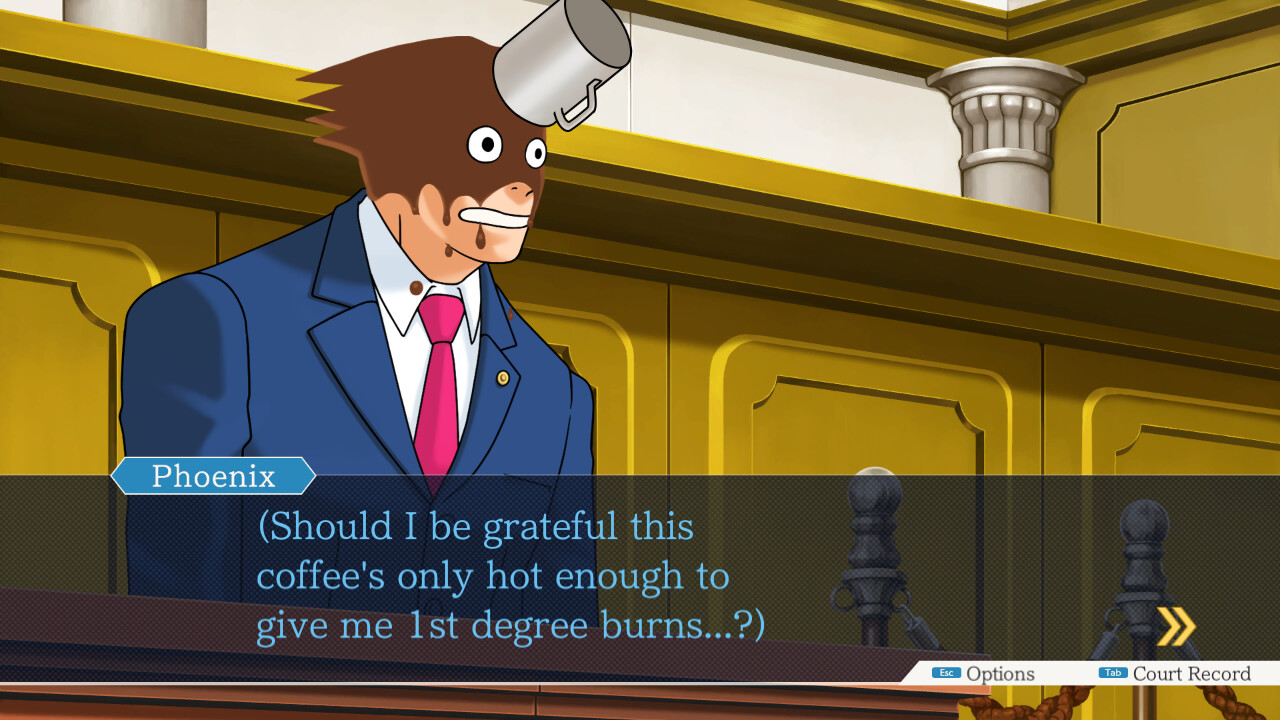 Phoenix
(Should I be grateful this
coffee's only hot enough to
give me 1st degree burns...?)
Esc Options Tab Court Record